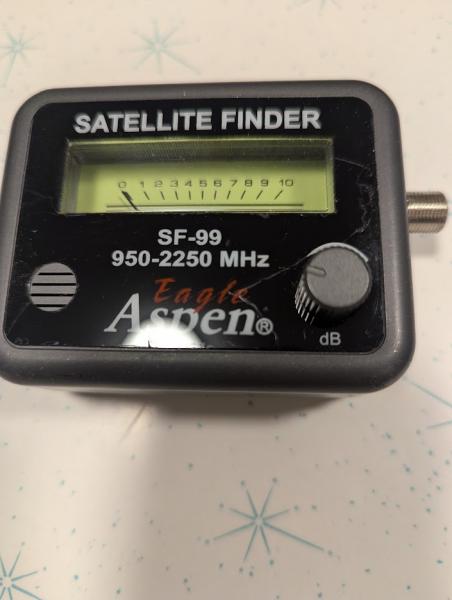 SATELLITE FINDER
0 1 2 3 4 5 6 7 8 9 10
SF-99
950-2250 MHz
Eagle
Aspen®
dB